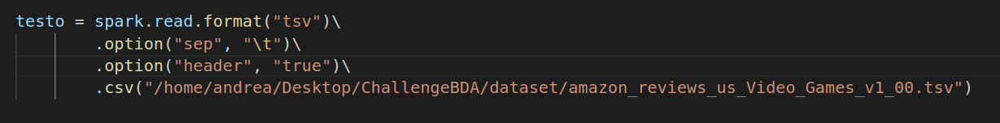 testo = spark.read.format("tsv")\
.option("sep", "\t")\
.option("header", "true")\
.csv("/home/andrea/Desktop/ChallengeBDA/dataset/amazon_reviews_us_Video_Games_v1_00.tsv")